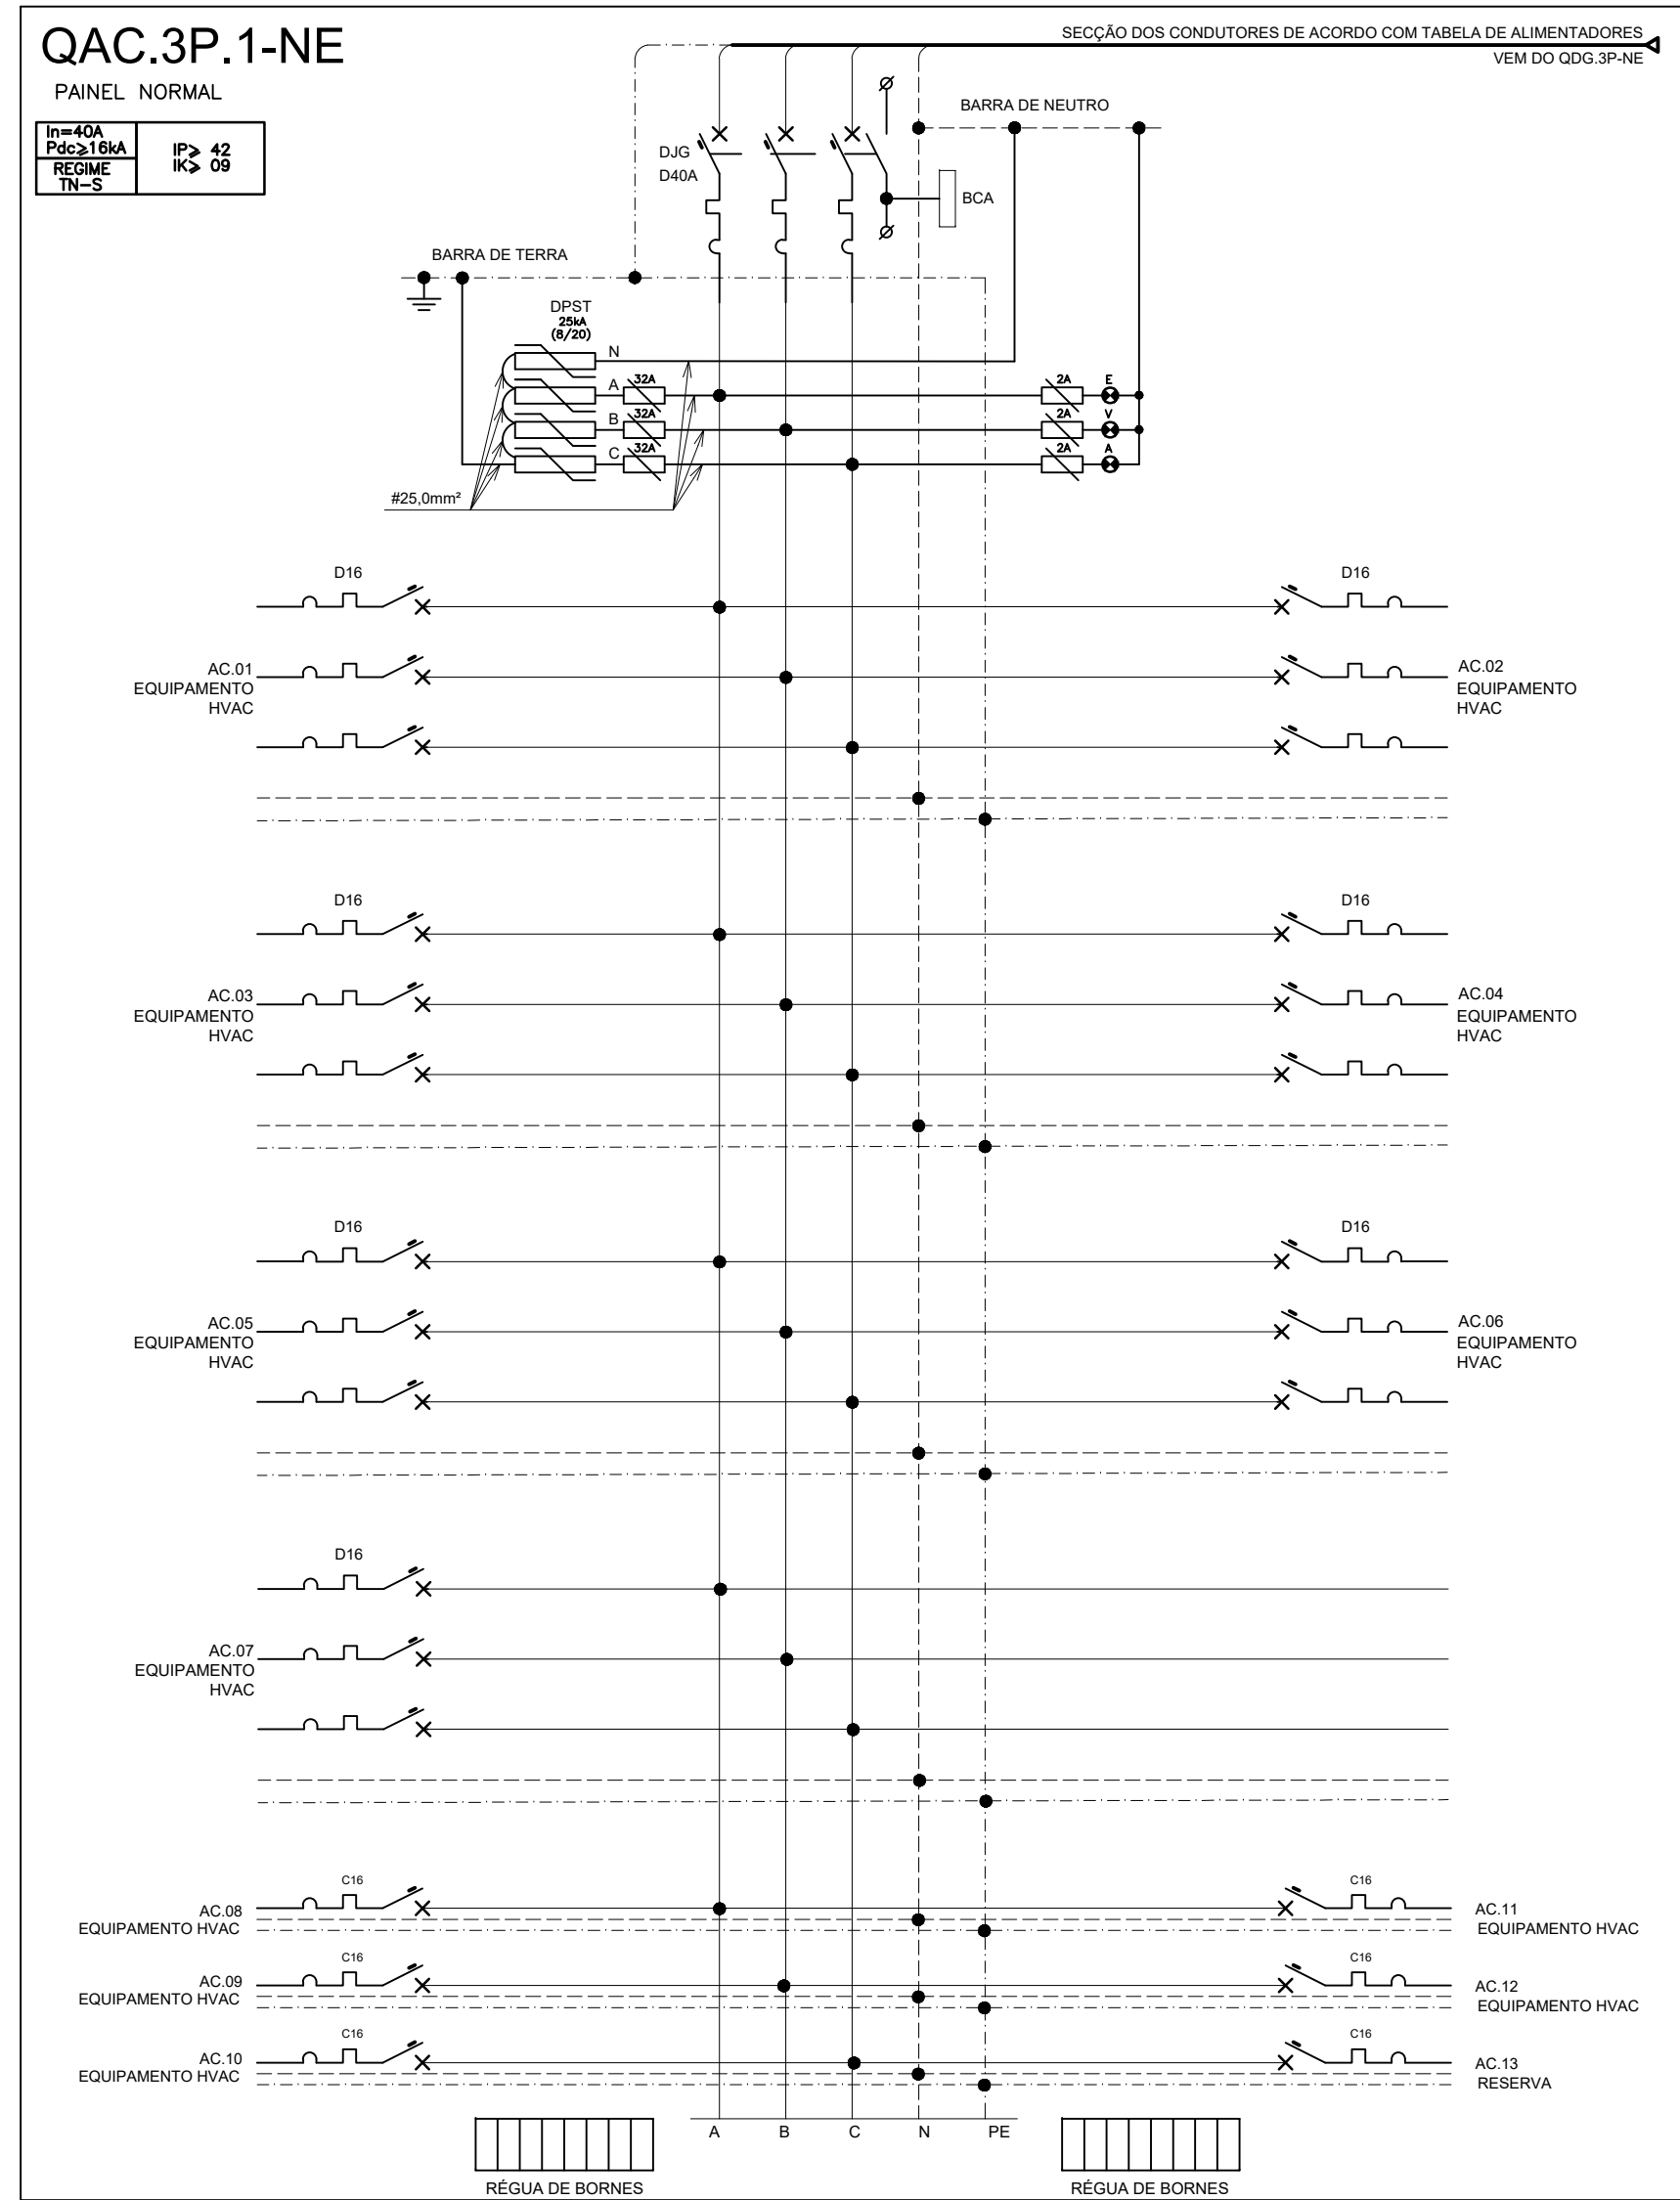 QAC.3P.1-NE
PAINEL NORMAL
In=40A
Pdc≥16kA
REGIME
TN-S
IP≥ 42
IK≥ 09
SECÇÃO DOS CONDUTORES DE ACORDO COM TABELA DE ALIMENTADORES
VEM DO QDG.3P-NE
BARRA DE NEUTRO
DJG
D40A
BCA
BARRA DE TERRA
DPST
25kA
(8/20)
N
A 32A 2A E
B 32A 2A V
C 32A 2A A
#25,0mm²
D16 D16
AC.01
EQUIPAMENTO
HVAC
AC.02
EQUIPAMENTO
HVAC
D16 D16
AC.03
EQUIPAMENTO
HVAC
AC.04
EQUIPAMENTO
HVAC
D16 D16
AC.05
EQUIPAMENTO
HVAC
AC.06
EQUIPAMENTO
HVAC
D16
AC.07
EQUIPAMENTO
HVAC
C16 C16
AC.08
EQUIPAMENTO HVAC
AC.11
EQUIPAMENTO HVAC
C16 C16
AC.09
EQUIPAMENTO HVAC
AC.12
EQUIPAMENTO HVAC
C16 C16
AC.10
EQUIPAMENTO HVAC
AC.13
RESERVA
A B C N PE
RÉGUA DE BORNES RÉGUA DE BORNES